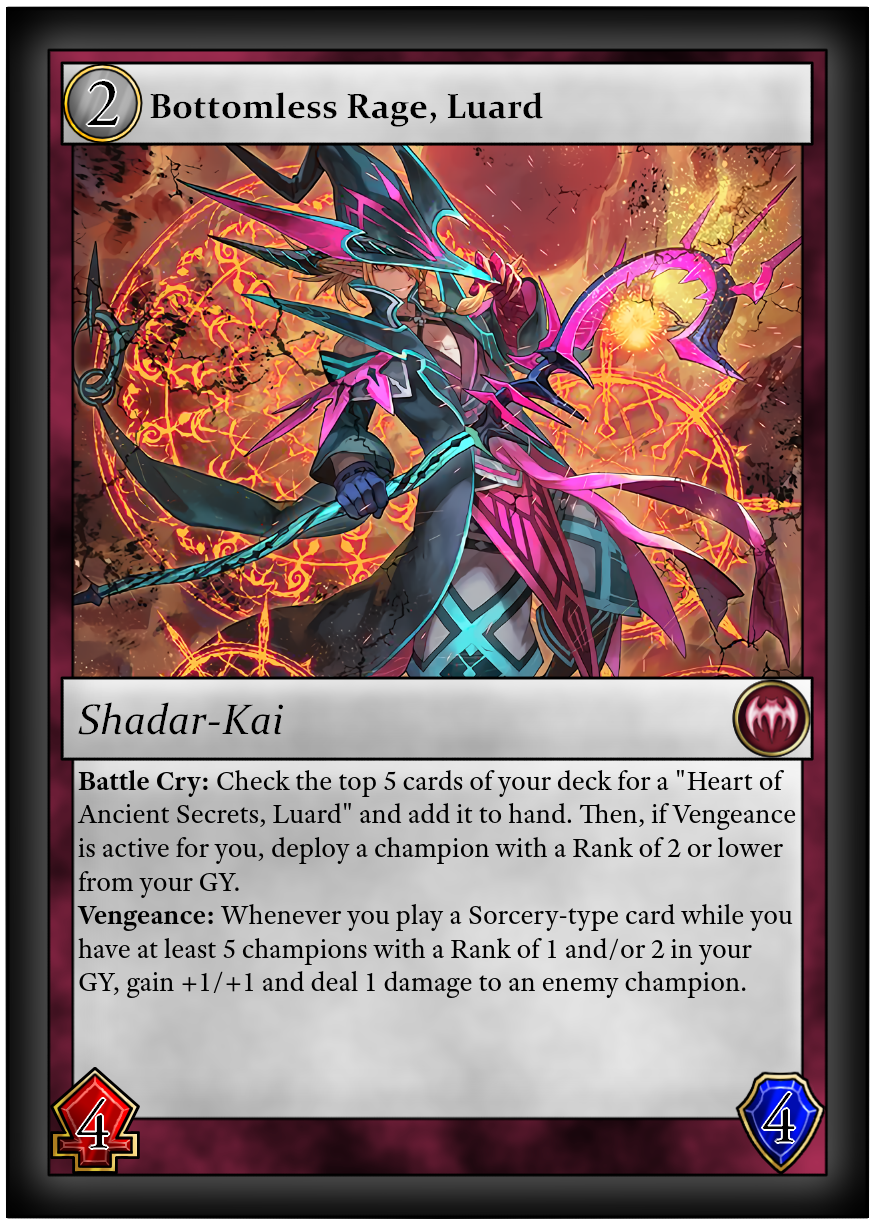 2 Bottomless Rage, Luard
Shadar-Kai
Battle Cry: Check the top 5 cards of your deck for a "Heart of
Ancient Secrets, Luard" and add it to hand. Then, if Vengeance
is active for you, deploy a champion with a Rank of 2 or lower
from your GY.
Vengeance: Whenever you play a Sorcery-type card while you
have at least 5 champions with a Rank of 1 and/or 2 in your
GY, gain +1/+1 and deal 1 damage to an enemy champion.
4 4